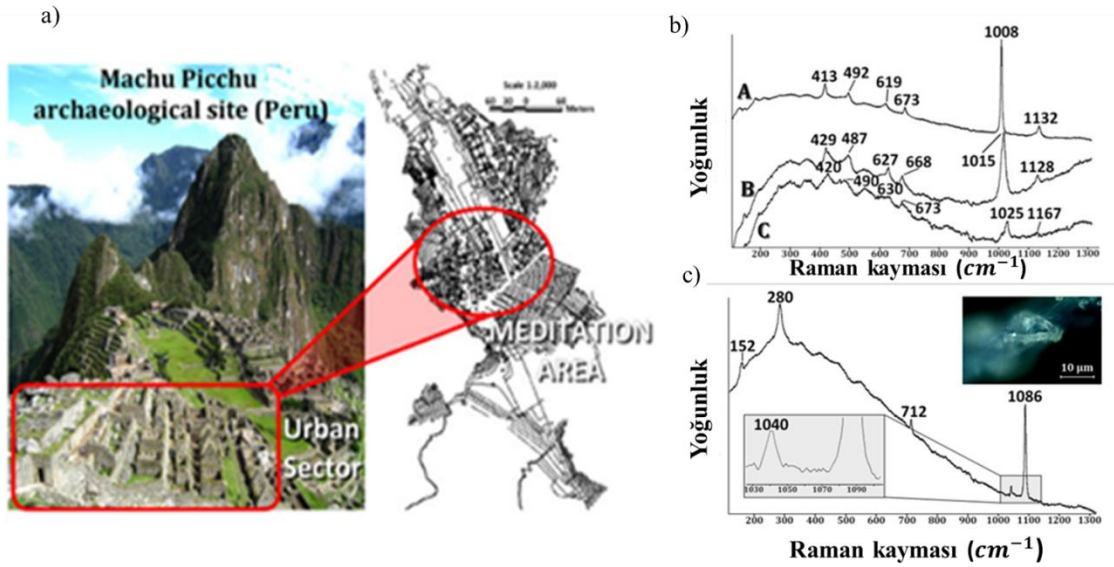 a)
Machu Picchu
archaeological site (Peru)
Urban
Sector
Scale 1:2,000
60 30 0 60
Meters
MEDITATION
AREA
b)
Yoğunluk
A
B
C
413 492 619 673 1008 1132
429 487 627 668 1015 1128
420 490 630 673 1025 1167
200 300 400 500 600 700 800 900 1000 1100 1200 1300
Raman kayması (cm⁻¹)
c)
Yoğunluk
152 280 712 1086
10 µm
1040
1030 1050 1070 1090
200 300 400 500 600 700 800 900 1000 1100 1200 1300
Raman kayması (cm⁻¹)